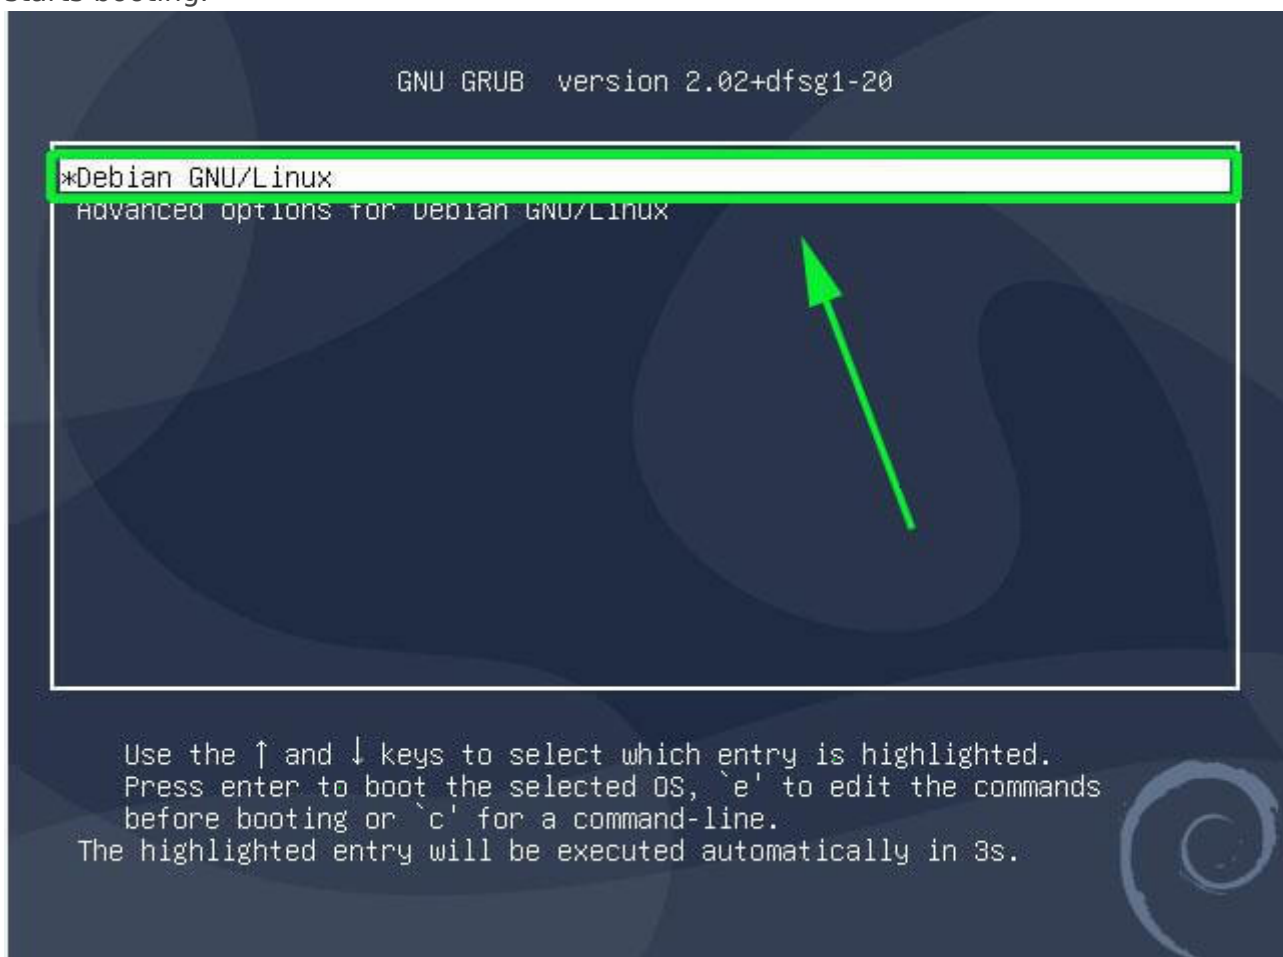 starts booting.
GNU GRUB version 2.02+dfsg1-20
*Debian GNU/Linux
Advanced options for Debian GNU/Linux
Use the ↑ and ↓ keys to select which entry is highlighted.
Press enter to boot the selected OS, `e' to edit the commands
before booting or `c' for a command-line.
The highlighted entry will be executed automatically in 3s.